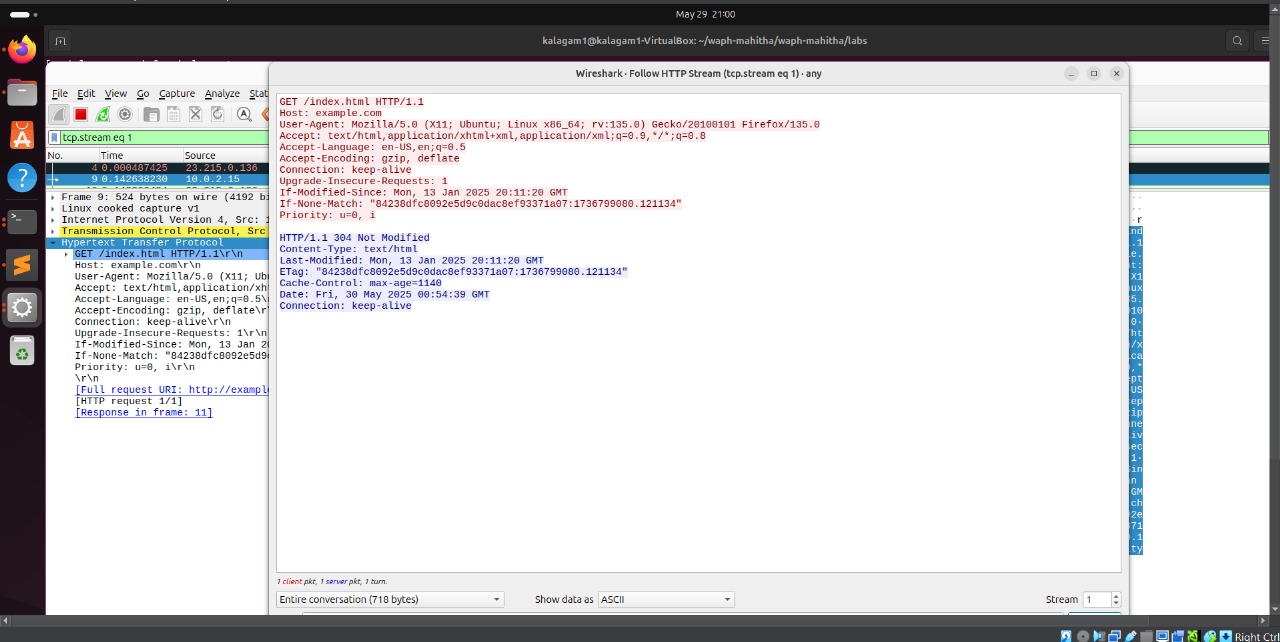 May 29 21:00
kalagam1@kalagam1-VirtualBox: ~/waph-mahitha/waph-mahitha/labs
Wireshark · Follow HTTP Stream (tcp.stream eq 1) · any
File Edit View Go Capture Analyze Stat
tcp.stream eq 1
No. Time Source
4 0.000487425 23.215.0.136
9 0.142638230 10.0.2.15
Frame 9: 524 bytes on wire (4192 bi
Linux cooked capture v1
Internet Protocol Version 4, Src: 1
Transmission Control Protocol, Src
Hypertext Transfer Protocol
GET /index.html HTTP/1.1\r\n
Host: example.com\r\n
User-Agent: Mozilla/5.0 (X11; Ub
Accept: text/html,application/xh
Accept-Language: en-US,en;q=0.5\
Accept-Encoding: gzip, deflate\r
Connection: keep-alive\r\n
Upgrade-Insecure-Requests: 1\r\n
If-Modified-Since: Mon, 13 Jan 2
If-None-Match: "84238dfc8092e5d9
Priority: u=0, i\r\n
\r\n
[Full request URI: http://example
[HTTP request 1/1]
[Response in frame: 11]
GET /index.html HTTP/1.1
Host: example.com
User-Agent: Mozilla/5.0 (X11; Ubuntu; Linux x86_64; rv:135.0) Gecko/20100101 Firefox/135.0
Accept: text/html,application/xhtml+xml,application/xml;q=0.9,*/*;q=0.8
Accept-Language: en-US,en;q=0.5
Accept-Encoding: gzip, deflate
Connection: keep-alive
Upgrade-Insecure-Requests: 1
If-Modified-Since: Mon, 13 Jan 2025 20:11:20 GMT
If-None-Match: "84238dfc8092e5d9c0dac8ef93371a07:1736799080.121134"
Priority: u=0, i
HTTP/1.1 304 Not Modified
Content-Type: text/html
Last-Modified: Mon, 13 Jan 2025 20:11:20 GMT
ETag: "84238dfc8092e5d9c0dac8ef93371a07:1736799080.121134"
Cache-Control: max-age=1140
Date: Fri, 30 May 2025 00:54:39 GMT
Connection: keep-alive
1 client pkt, 1 server pkt, 1 turn.
Entire conversation (718 bytes) Show data as ASCII Stream 1
Right Ctrl